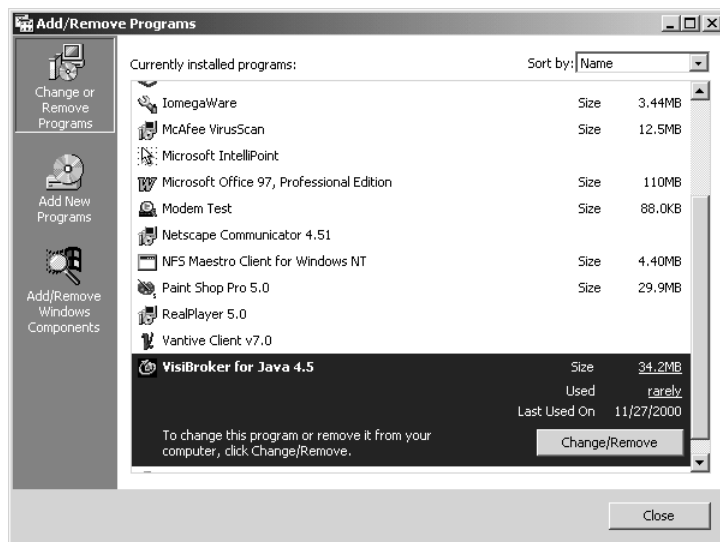 Add/Remove Programs
Change or
Remove
Programs
Add New
Programs
Add/Remove
Windows
Components
Currently installed programs:
Sort by: Name
IomegaWare Size 3.44MB
McAfee VirusScan Size 12.5MB
Microsoft IntelliPoint
Microsoft Office 97, Professional Edition Size 110MB
Modem Test Size 88.0KB
Netscape Communicator 4.51
NFS Maestro Client for Windows NT Size 4.40MB
Paint Shop Pro 5.0 Size 29.9MB
RealPlayer 5.0
Vantive Client v7.0
VisiBroker for Java 4.5 Size 34.2MB
Used rarely
Last Used On 11/27/2000
To change this program or remove it from your
computer, click Change/Remove.
Change/Remove
Close